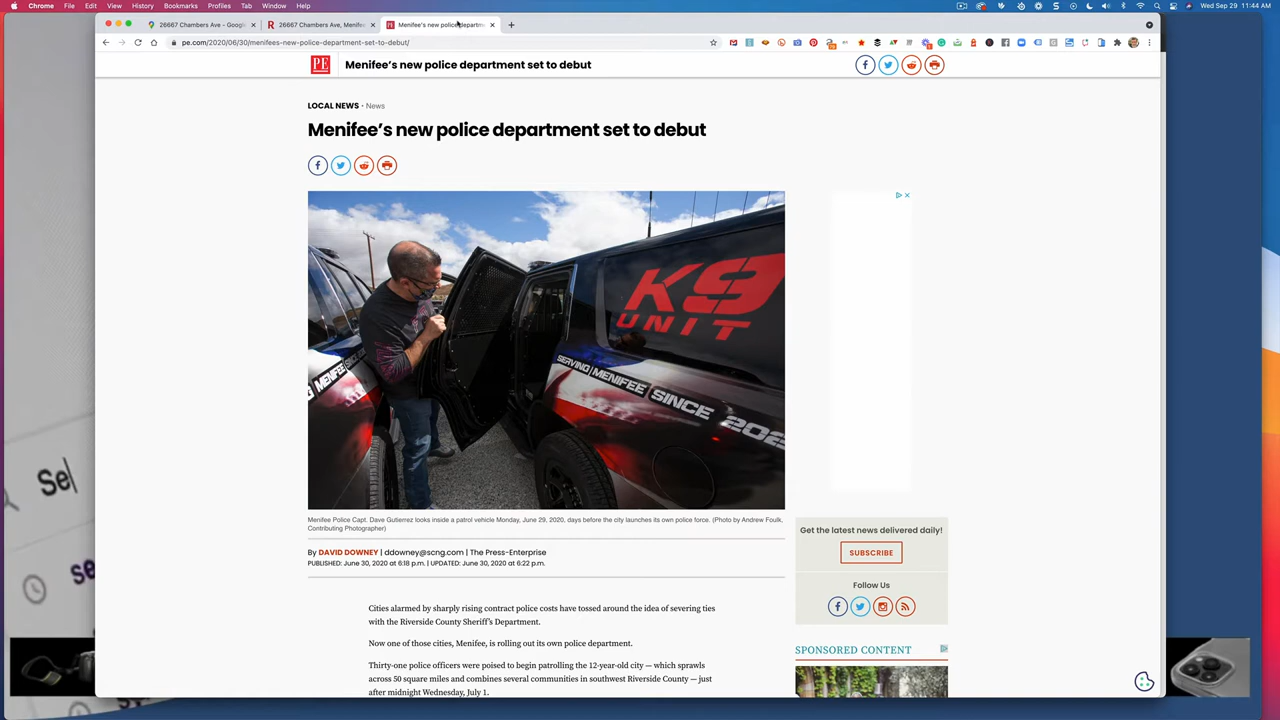 Chrome File Edit View History Bookmarks Profiles Tab Window Help
Wed Sep 29 11:44 AM
26667 Chambers Ave - Google
26667 Chambers Ave, Menifee
Menifee's new police departm
pe.com/2020/06/30/menifees-new-police-department-set-to-debut/
PE
Menifee's new police department set to debut
LOCAL NEWS • News
Menifee's new police department set to debut
K9
UNIT
SERVING MENIFEE SINCE 202
MENIFEE SINC
Menifee Police Capt. Dave Gutierrez looks inside a patrol vehicle Monday, June 29, 2020, days before the city launches its own police force. (Photo by Andrew Foulk,
Contributing Photographer)
By DAVID DOWNEY | ddowney@scng.com | The Press-Enterprise
PUBLISHED: June 30, 2020 at 6:18 p.m. | UPDATED: June 30, 2020 at 6:22 p.m.
Cities alarmed by sharply rising contract police costs have tossed around the idea of severing ties
with the Riverside County Sheriff's Department.
Now one of those cities, Menifee, is rolling out its own police department.
Thirty-one police officers were poised to begin patrolling the 12-year-old city — which sprawls
across 50 square miles and combines several communities in southwest Riverside County — just
after midnight Wednesday, July 1.
Get the latest news delivered daily!
SUBSCRIBE
Follow Us
SPONSORED CONTENT
Se
se